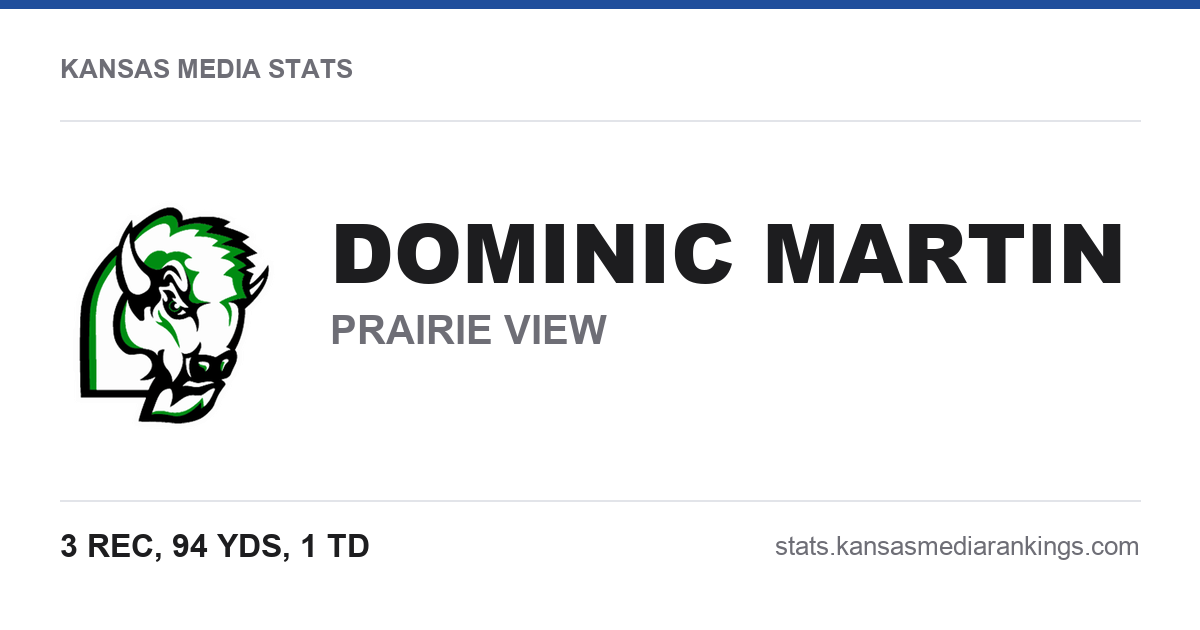 KANSAS MEDIA STATS
DOMINIC MARTIN
PRAIRIE VIEW
3 REC, 94 YDS, 1 TD
stats.kansasmediarankings.com